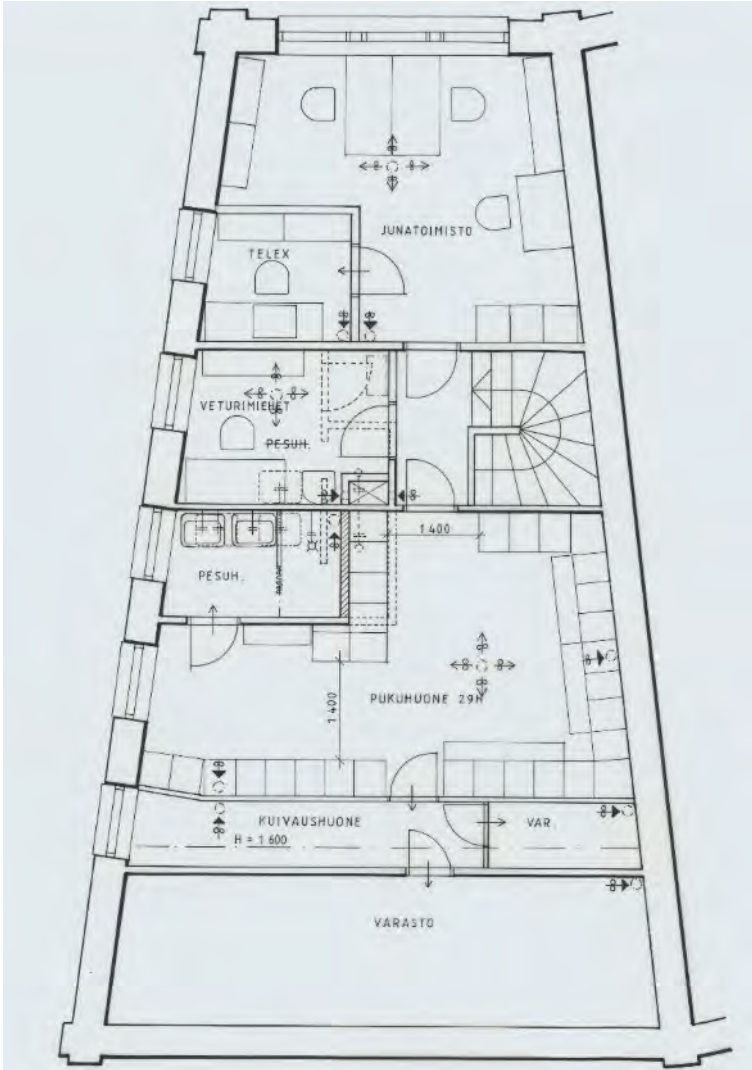 JUNATOIMISTO
TELEX
VETURIMIEHET
PESUH.
1 400
PESUH.
PUKUHUONE 29H
1 400
KUIVAUSHUONE
H = 1 600
VAR.
VARASTO